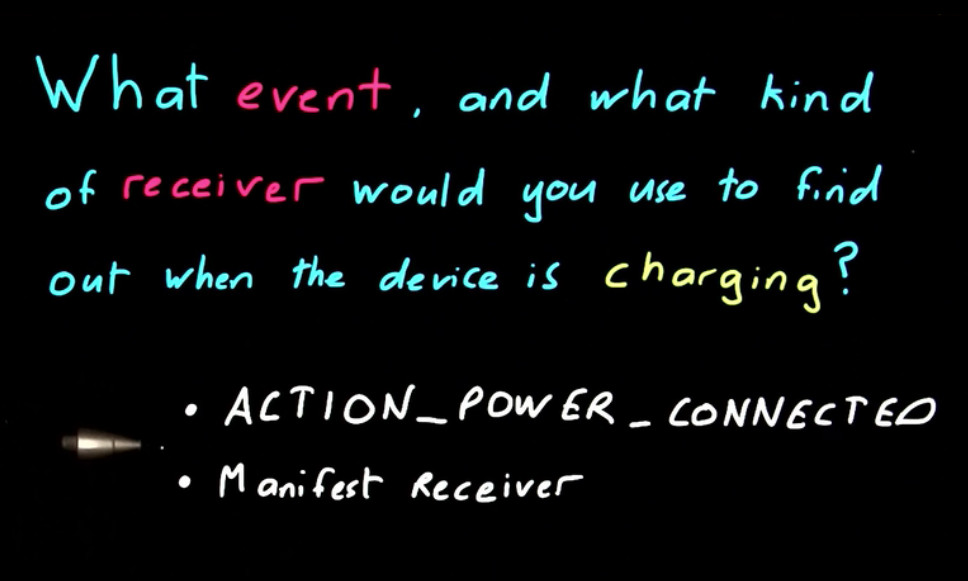 What event, and what kind
of receiver would you use to find
out when the device is charging?
• ACTION_POWER_CONNECTED
• Manifest Receiver